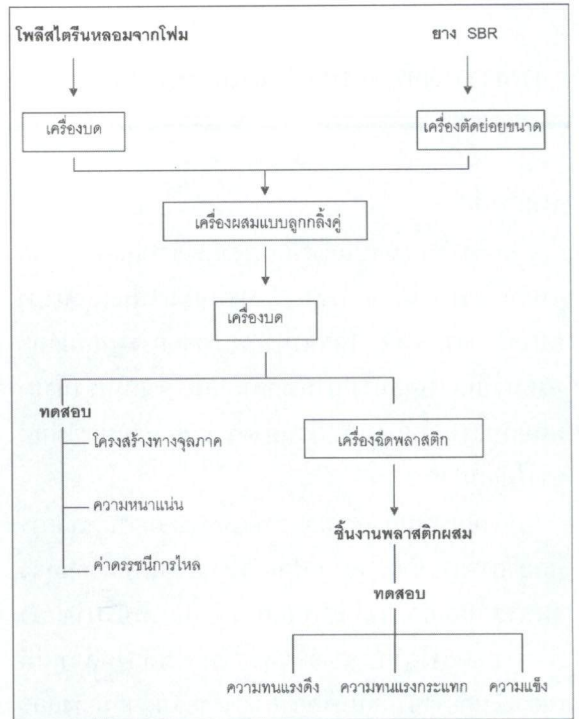 โพลีสไตรีนหลอมจากโฟม
ยาง SBR
เครื่องบด
เครื่องตัดย่อยขนาด
เครื่องผสมแบบลูกกลิ้งคู่
เครื่องบด
ทดสอบ
โครงสร้างทางจุลภาค
เครื่องฉีดพลาสติก
ความหนาแน่น
ชิ้นงานพลาสติกผสม
ค่าดรรชนีการไหล
ทดสอบ
ความทนแรงดึง ความทนแรงกระแทก ความแข็ง